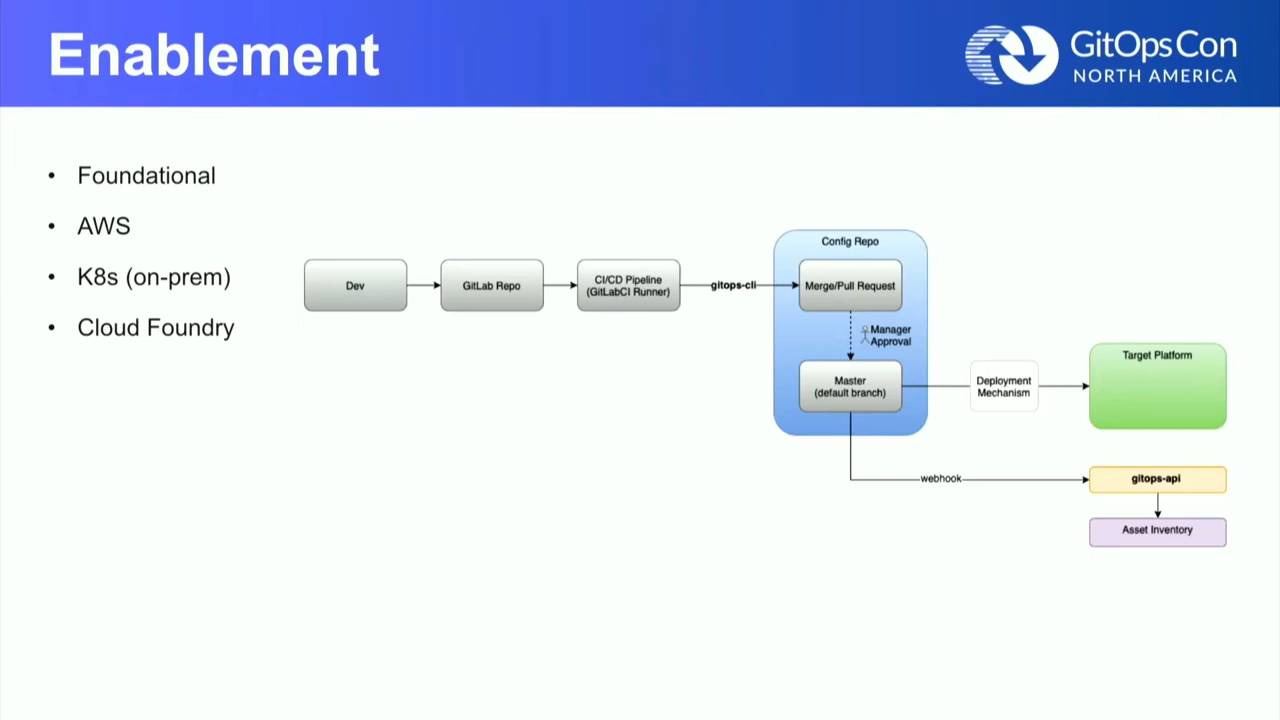 Enablement
GitOpsCon
NORTH AMERICA
• Foundational
• AWS
• K8s (on-prem)
• Cloud Foundry
Dev
GitLab Repo
CI/CD Pipeline
(GitLabCI Runner)
gitops-cli
Config Repo
Merge/Pull Request
Manager
Approval
Master
(default branch)
Deployment
Mechanism
Target Platform
webhook
gitops-api
Asset Inventory